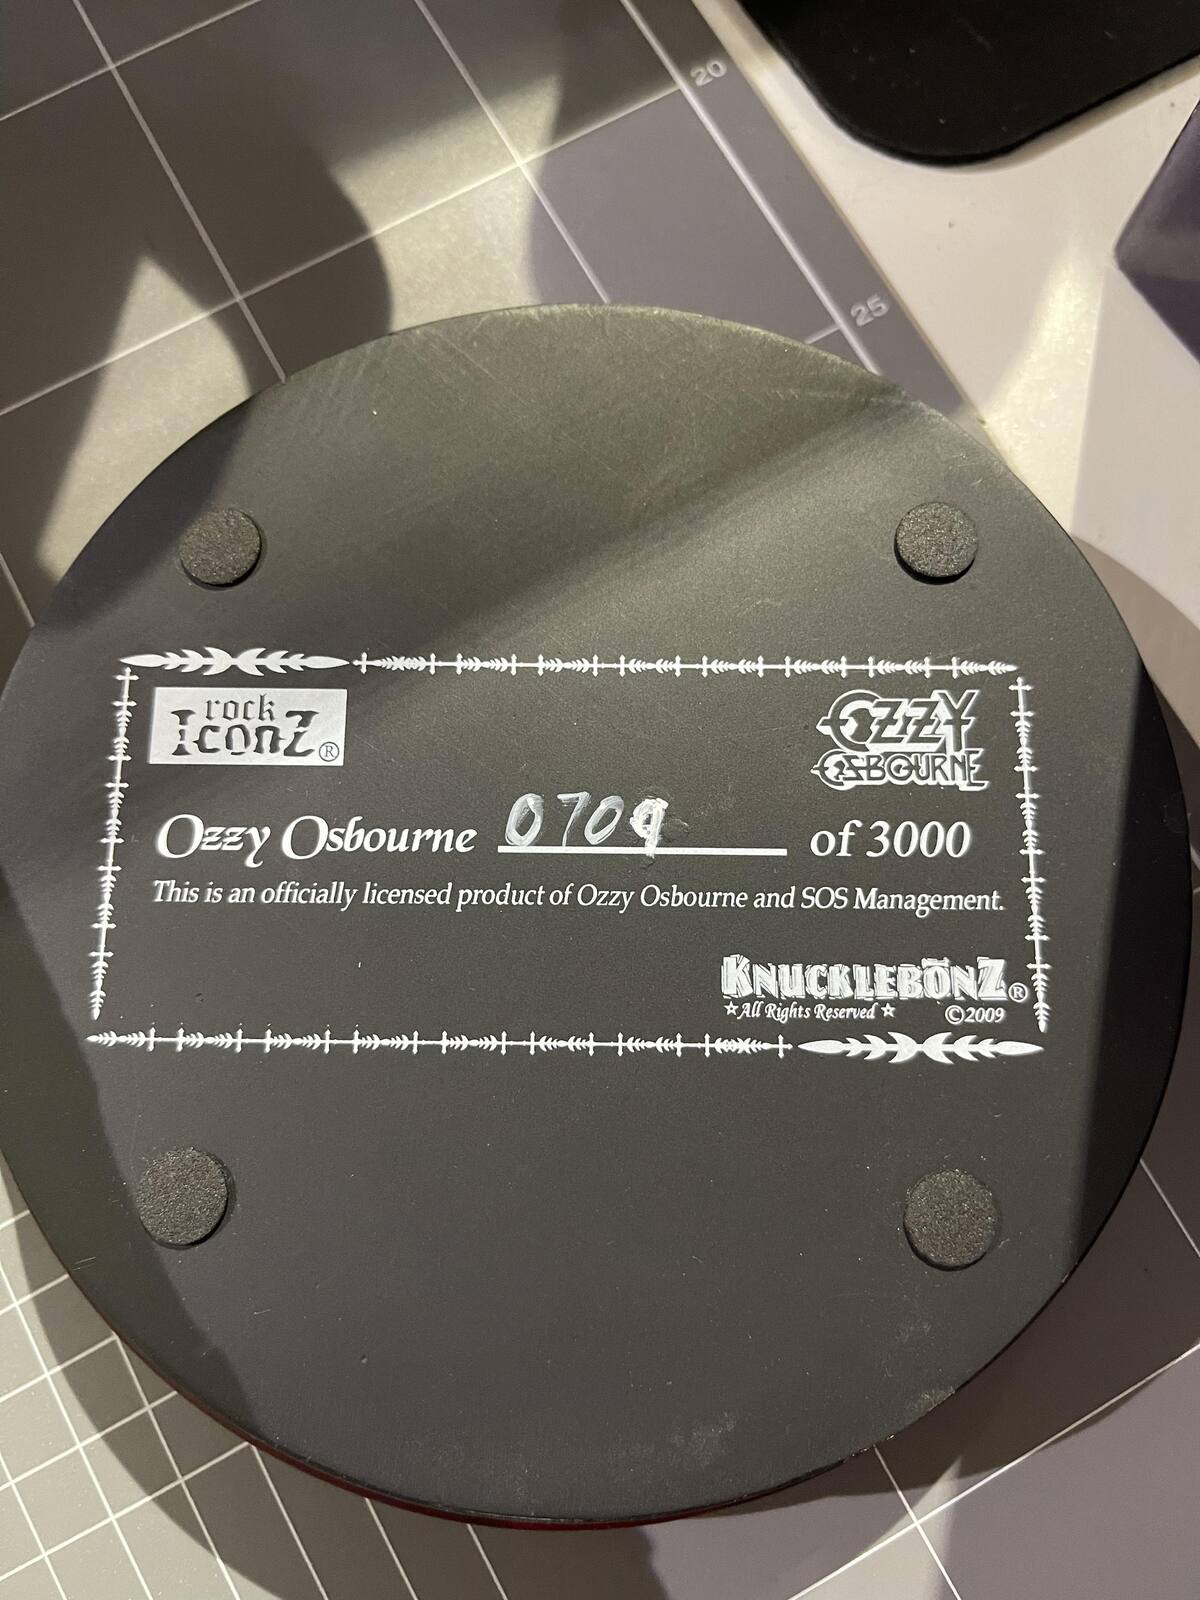 20
25
rock
IconZ®
Ozzy
Osbourne
Ozzy Osbourne 0709 of 3000
This is an officially licensed product of Ozzy Osbourne and SOS Management.
KnuckleBonZ®
☆All Rights Reserved☆ ©2009